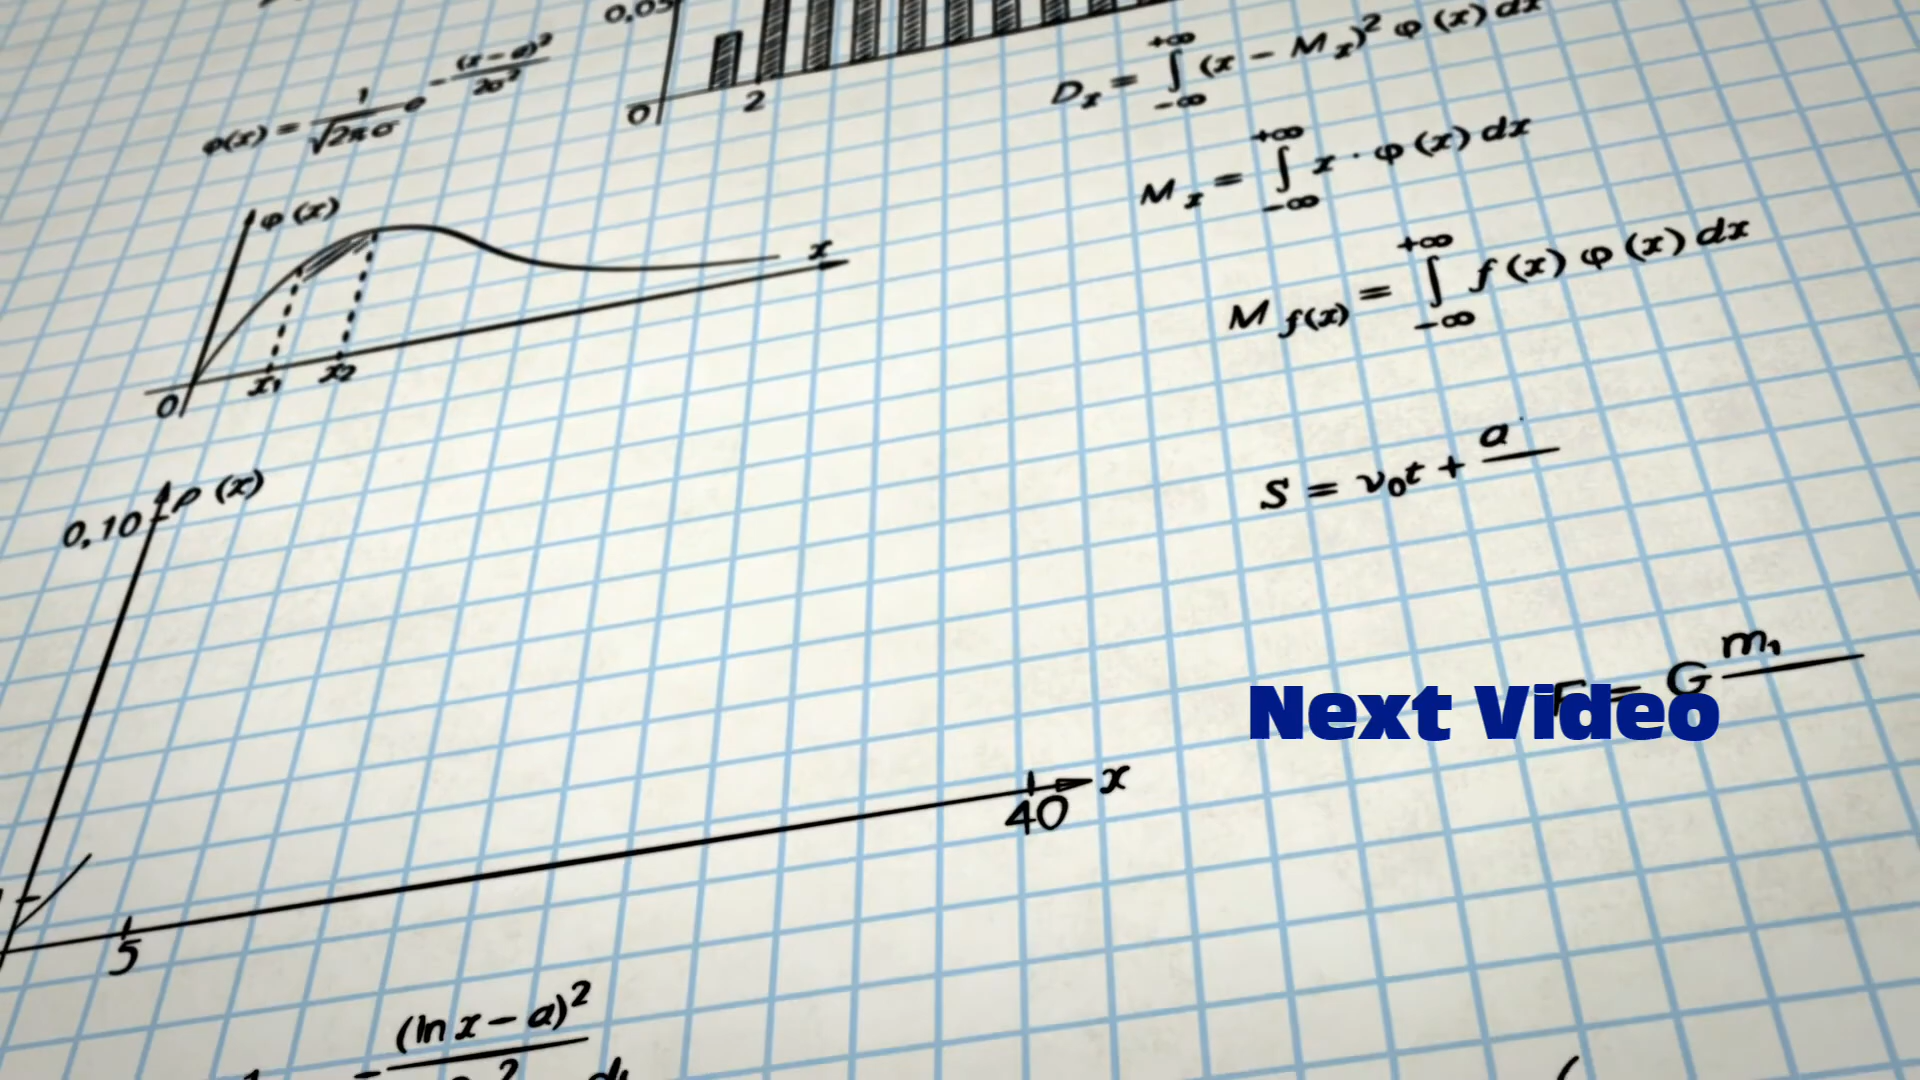 0,05
φ(x) = 1/√2πσ e^-(x-a)²/2σ²
0 2
D_x = ∫_-∞^+∞ (x - M_x)² φ(x) dx
M_x = ∫_-∞^+∞ x · φ(x) dx
φ(x)
x
M_f(x) = ∫_-∞^+∞ f(x) φ(x) dx
0 x₁ x₂
S = v₀t + a
ρ(x)
0,10
F = G m₁
Next Video
x
40
5
(ln x - a)²